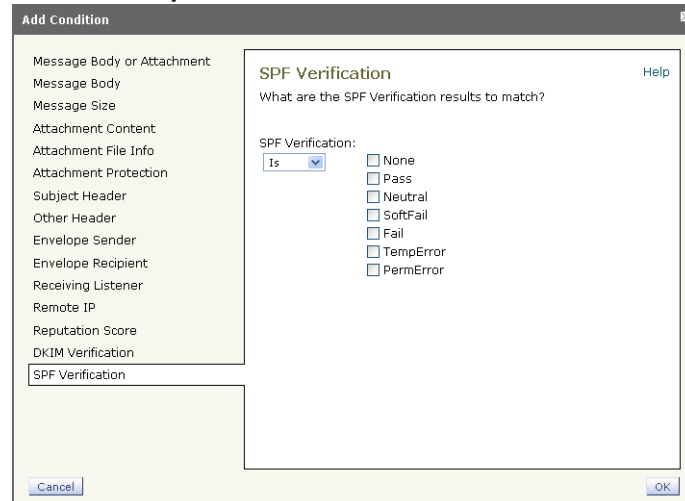 Add Condition
Message Body or Attachment
Message Body
Message Size
Attachment Content
Attachment File Info
Attachment Protection
Subject Header
Other Header
Envelope Sender
Envelope Recipient
Receiving Listener
Remote IP
Reputation Score
DKIM Verification
SPF Verification
SPF Verification
Help
What are the SPF Verification results to match?
SPF Verification:
Is
None
Pass
Neutral
SoftFail
Fail
TempError
PermError
Cancel
OK